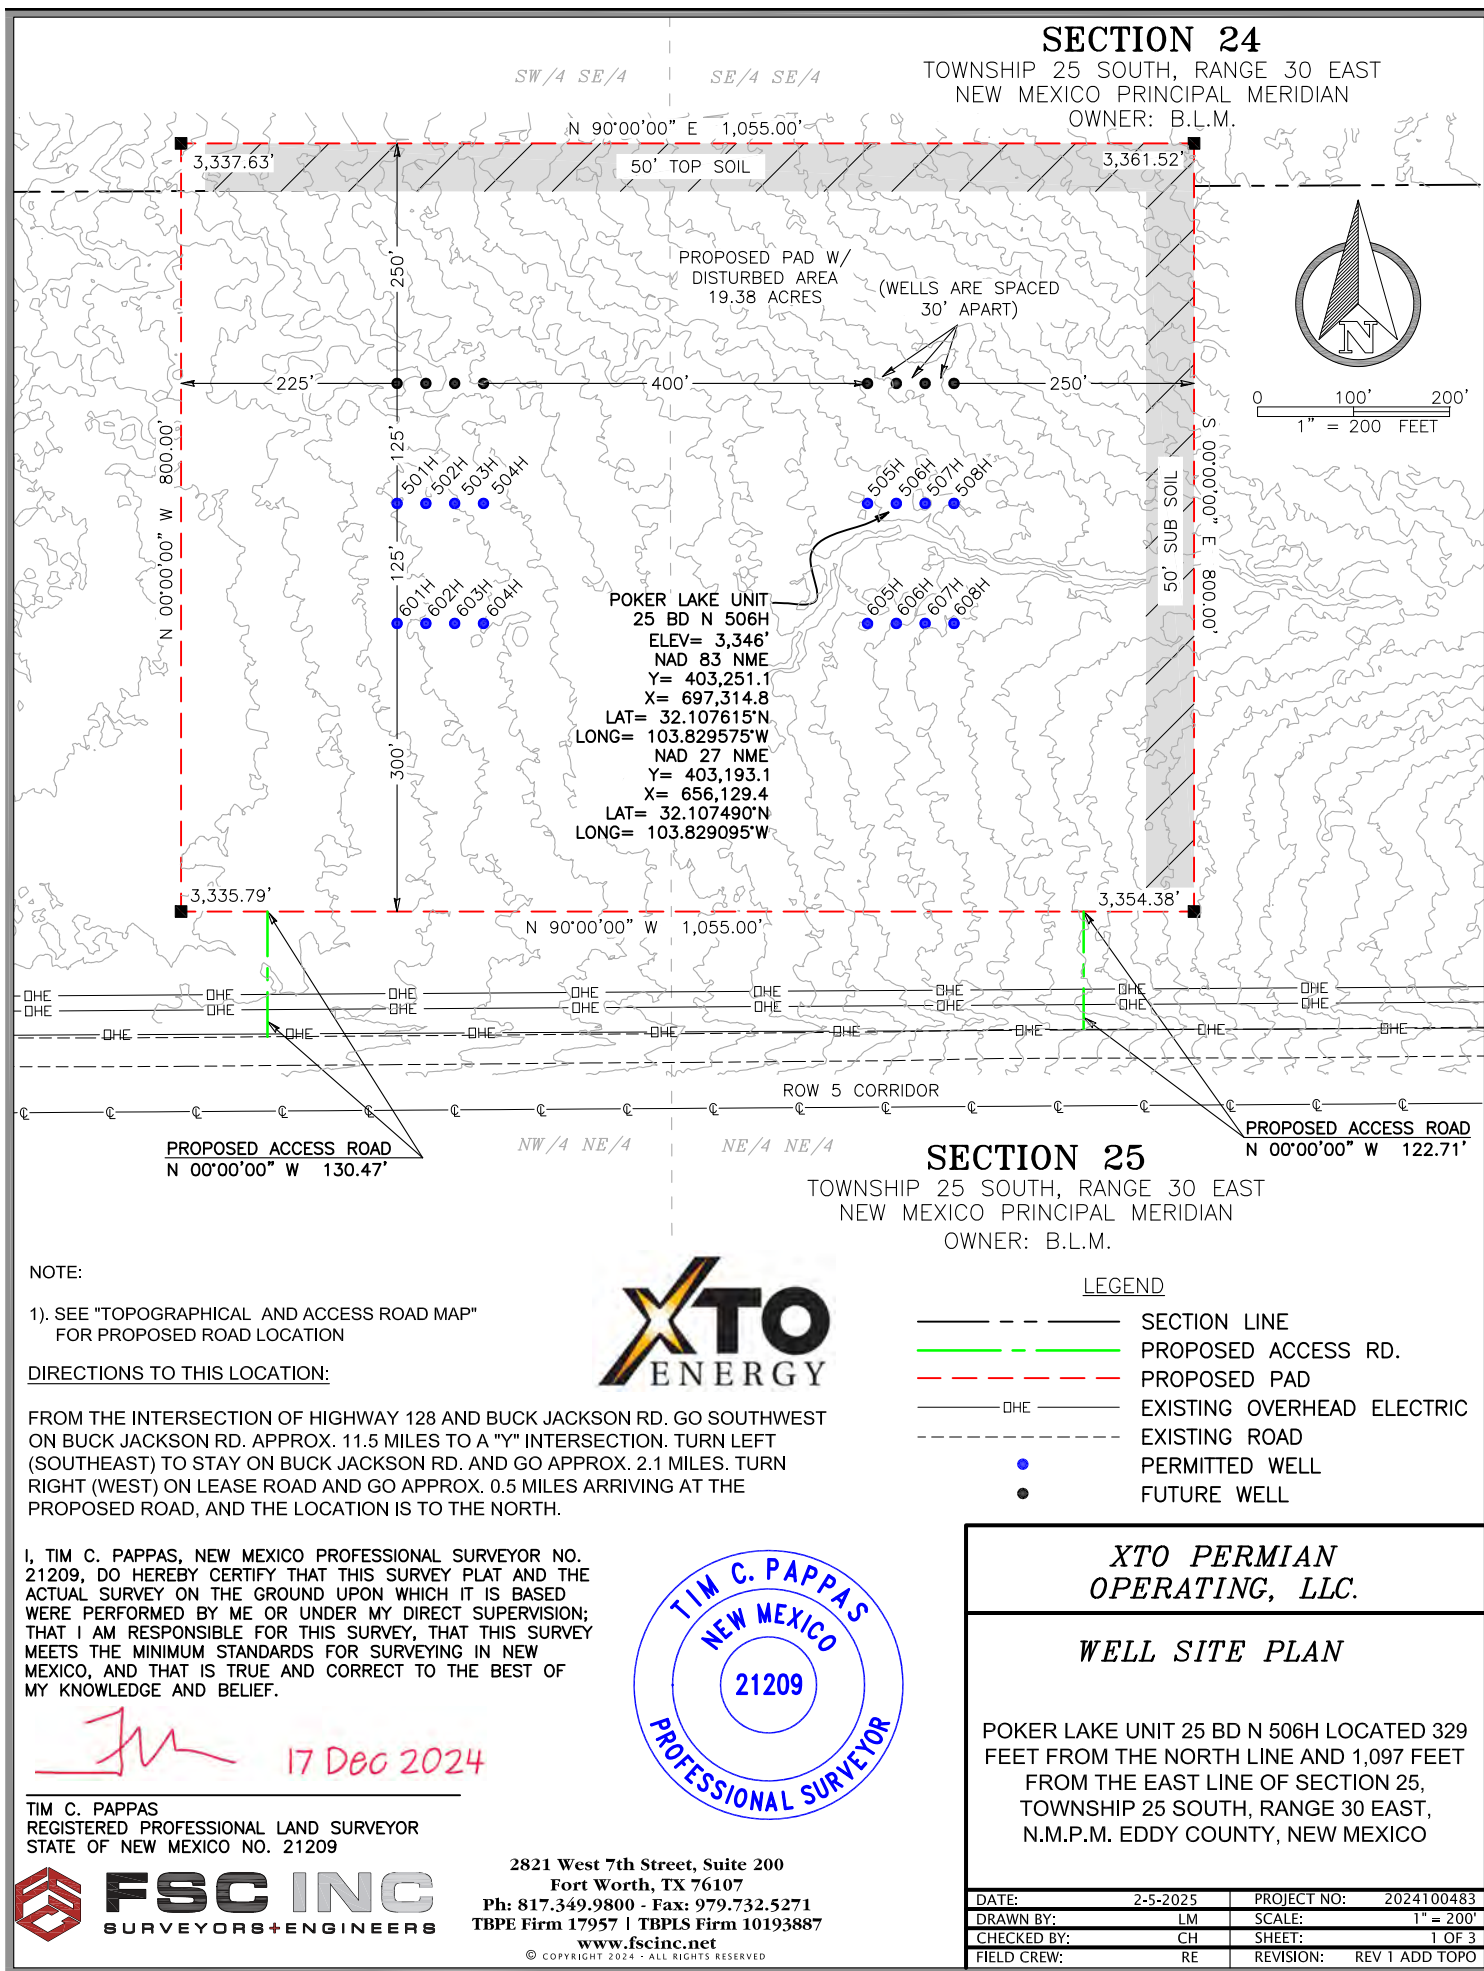 SECTION 24
TOWNSHIP 25 SOUTH, RANGE 30 EAST
NEW MEXICO PRINCIPAL MERIDIAN
OWNER: B.L.M.
SW/4 SE/4
SE/4 SE/4
N 90°00'00" E 1,055.00'
3,337.63'
50' TOP SOIL
3,361.52'
250'
PROPOSED PAD W/
DISTURBED AREA
19.38 ACRES
(WELLS ARE SPACED
30' APART)
N
225'
400'
250'
0 100' 200'
1" = 200 FEET
N 00°00'00" W 800.00'
S 00°00'00" E 800.00'
125'
501H
502H
503H
504H
505H
506H
507H
508H
50' SUB SOIL
125'
601H
602H
603H
604H
605H
606H
607H
608H
POKER LAKE UNIT
25 BD N 506H
ELEV= 3,346'
NAD 83 NME
Y= 403,251.1
X= 697,314.8
LAT= 32.107615°N
LONG= 103.829575°W
NAD 27 NME
Y= 403,193.1
X= 656,129.4
LAT= 32.107490°N
LONG= 103.829095°W
300'
3,335.79'
3,354.38'
N 90°00'00" W 1,055.00'
OHE OHE OHE OHE OHE OHE OHE OHE
OHE OHE OHE OHE OHE OHE OHE OHE
OHE OHE OHE OHE OHE OHE OHE OHE
ROW 5 CORRIDOR
℄ ℄ ℄ ℄ ℄ ℄ ℄ ℄ ℄ ℄ ℄ ℄ ℄ ℄ ℄ ℄ ℄
PROPOSED ACCESS ROAD
N 00°00'00" W 130.47'
NW/4 NE/4
NE/4 NE/4
PROPOSED ACCESS ROAD
N 00°00'00" W 122.71'
SECTION 25
TOWNSHIP 25 SOUTH, RANGE 30 EAST
NEW MEXICO PRINCIPAL MERIDIAN
OWNER: B.L.M.
NOTE:
1). SEE "TOPOGRAPHICAL AND ACCESS ROAD MAP"
FOR PROPOSED ROAD LOCATION
XTO
ENERGY
LEGEND
SECTION LINE
PROPOSED ACCESS RD.
PROPOSED PAD
OHE EXISTING OVERHEAD ELECTRIC
EXISTING ROAD
PERMITTED WELL
FUTURE WELL
DIRECTIONS TO THIS LOCATION:
FROM THE INTERSECTION OF HIGHWAY 128 AND BUCK JACKSON RD. GO SOUTHWEST
ON BUCK JACKSON RD. APPROX. 11.5 MILES TO A "Y" INTERSECTION. TURN LEFT
(SOUTHEAST) TO STAY ON BUCK JACKSON RD. AND GO APPROX. 2.1 MILES. TURN
RIGHT (WEST) ON LEASE ROAD AND GO APPROX. 0.5 MILES ARRIVING AT THE
PROPOSED ROAD, AND THE LOCATION IS TO THE NORTH.
I, TIM C. PAPPAS, NEW MEXICO PROFESSIONAL SURVEYOR NO.
21209, DO HEREBY CERTIFY THAT THIS SURVEY PLAT AND THE
ACTUAL SURVEY ON THE GROUND UPON WHICH IT IS BASED
WERE PERFORMED BY ME OR UNDER MY DIRECT SUPERVISION;
THAT I AM RESPONSIBLE FOR THIS SURVEY, THAT THIS SURVEY
MEETS THE MINIMUM STANDARDS FOR SURVEYING IN NEW
MEXICO, AND THAT IS TRUE AND CORRECT TO THE BEST OF
MY KNOWLEDGE AND BELIEF.
17 Dec 2024
TIM C. PAPPAS
REGISTERED PROFESSIONAL LAND SURVEYOR
STATE OF NEW MEXICO NO. 21209
TIM C. PAPPAS
NEW MEXICO
21209
PROFESSIONAL SURVEYOR
FSC INC
SURVEYORS+ENGINEERS
2821 West 7th Street, Suite 200
Fort Worth, TX 76107
Ph: 817.349.9800 - Fax: 979.732.5271
TBPE Firm 17957 | TBPLS Firm 10193887
www.fscinc.net
© COPYRIGHT 2024 - ALL RIGHTS RESERVED
XTO PERMIAN
OPERATING, LLC.
WELL SITE PLAN
POKER LAKE UNIT 25 BD N 506H LOCATED 329
FEET FROM THE NORTH LINE AND 1,097 FEET
FROM THE EAST LINE OF SECTION 25,
TOWNSHIP 25 SOUTH, RANGE 30 EAST,
N.M.P.M. EDDY COUNTY, NEW MEXICO
DATE: 2-5-2025 PROJECT NO: 2024100483
DRAWN BY: LM SCALE: 1" = 200'
CHECKED BY: CH SHEET: 1 OF 3
FIELD CREW: RE REVISION: REV 1 ADD TOPO